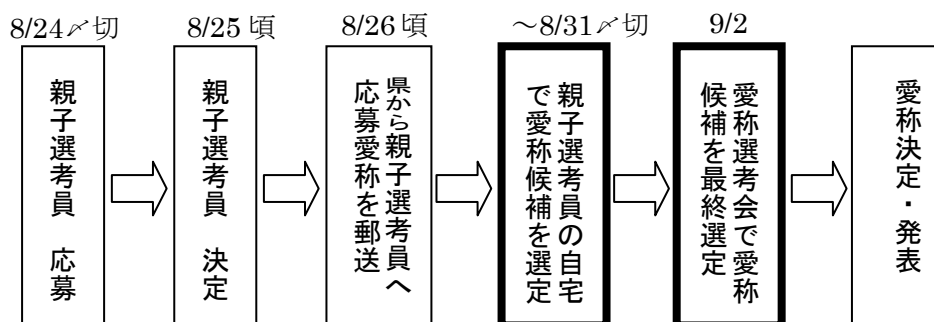 8/24〆切
親子選考員　応募
8/25 頃
親子選考員　決定
8/26 頃
県から親子選考員へ
応募愛称を郵送
～8/31〆切
親子選考員の自宅
で愛称候補を選定
9/2
愛称選考会で愛称
候補を最終選定
愛称決定・発表